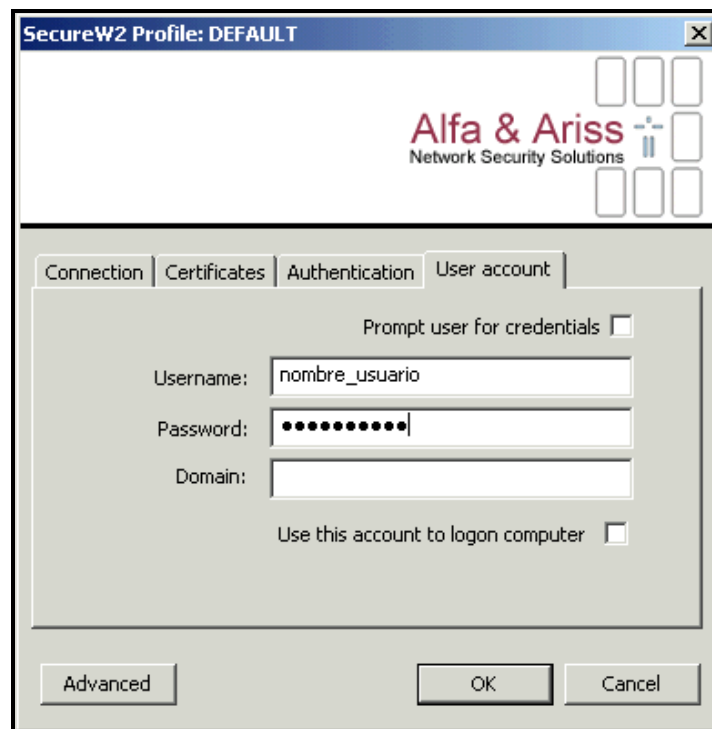 SecureW2 Profile: DEFAULT
Alfa & Ariss
Network Security Solutions
Connection Certificates Authentication User account
Prompt user for credentials
Username: nombre_usuario
Password: ●●●●●●●●●●
Domain:
Use this account to logon computer
Advanced OK Cancel